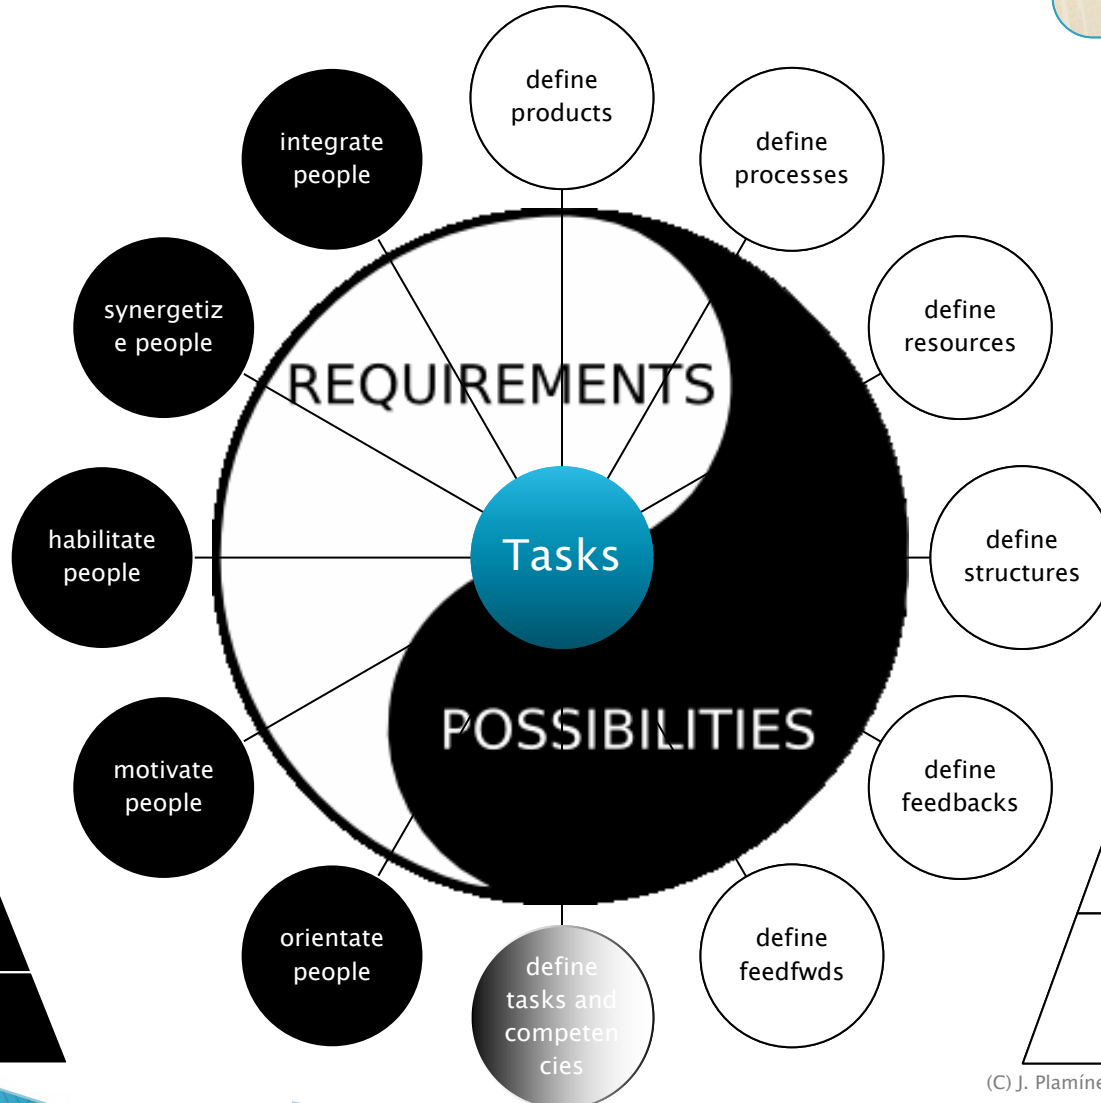 define
products
integrate
people
define
processes
synergetiz
e people
define
resources
REQUIREMENTS
habilitate
people
Tasks
define
structures
POSSIBILITIES
motivate
people
define
feedbacks
orientate
people
define
tasks and
competen
cies
define
feedfwds
(C) J. Plamíne